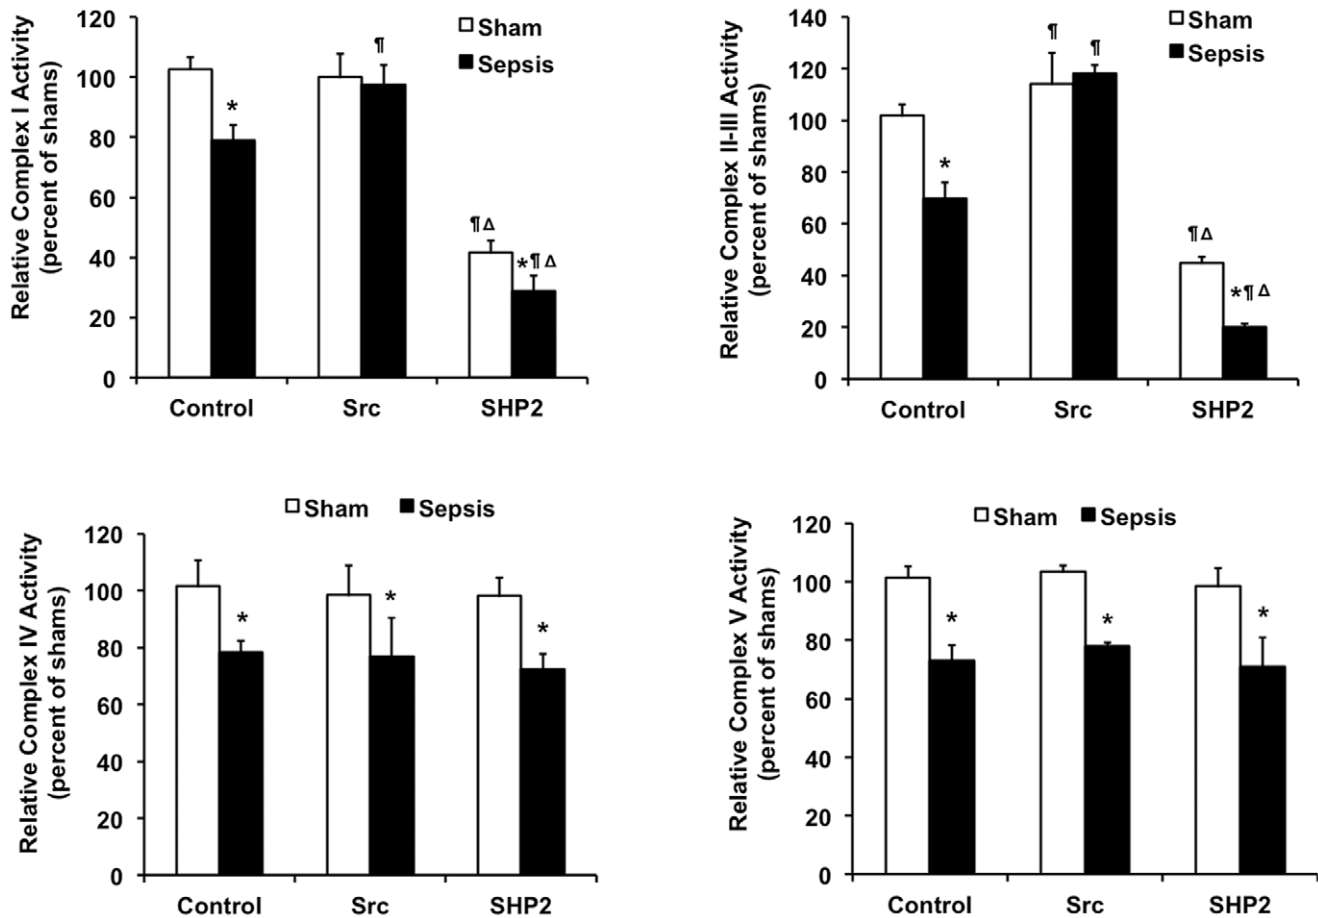 Relative Complex I Activity
(percent of shams)
120
100
80
60
40
20
0
Sham
Sepsis
*
¶
¶ Δ
*¶ Δ
Control
Src
SHP2
Relative Complex II-III Activity
(percent of shams)
140
120
100
80
60
40
20
0
Sham
Sepsis
*
¶
¶
¶ Δ
*¶ Δ
Control
Src
SHP2
Relative Complex IV Activity
(percent of shams)
Sham
Sepsis
120
100
80
60
40
20
0
*
*
*
Control
Src
SHP2
Relative Complex V Activity
(percent of shams)
Sham
Sepsis
120
100
80
60
40
20
0
*
*
*
Control
Src
SHP2